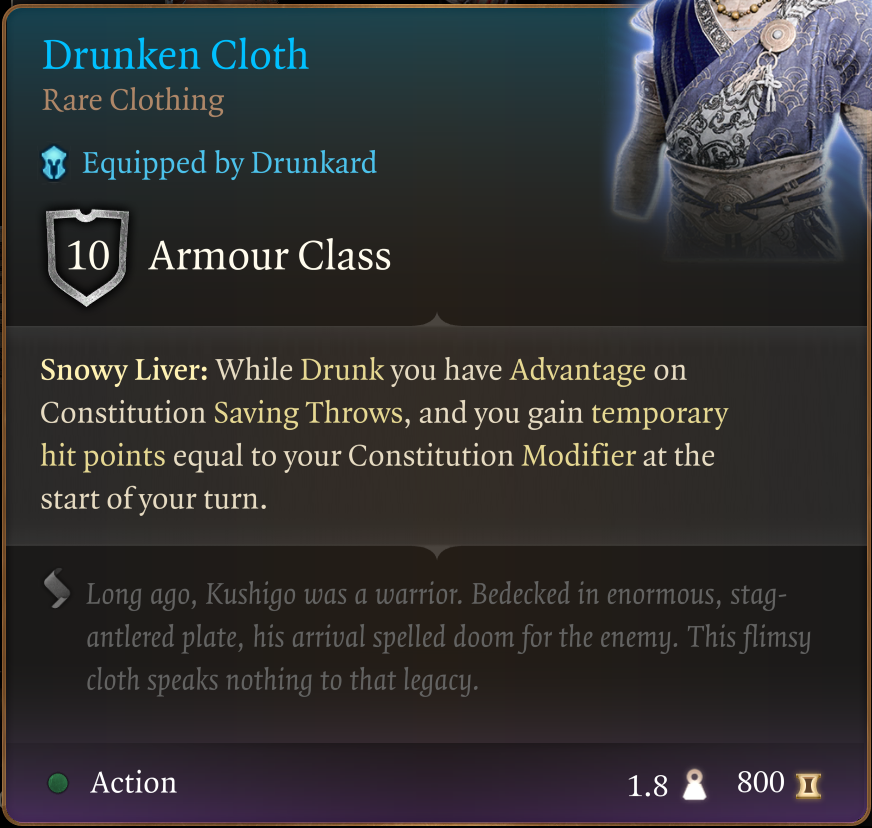 Drunken Cloth
Rare Clothing
Equipped by Drunkard
10 Armour Class
Snowy Liver: While Drunk you have Advantage on
Constitution Saving Throws, and you gain temporary
hit points equal to your Constitution Modifier at the
start of your turn.
Long ago, Kushigo was a warrior. Bedecked in enormous, stag-
antlered plate, his arrival spelled doom for the enemy. This flimsy
cloth speaks nothing to that legacy.
Action 1.8 800